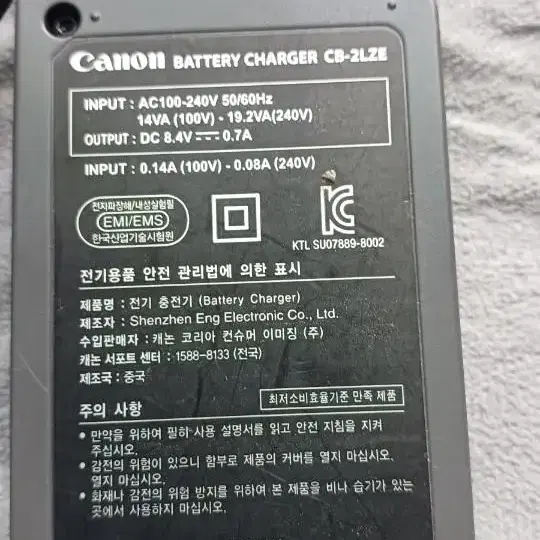 Canon BATTERY CHARGER CB-2LZE
INPUT : AC100-240V 50/60Hz
14VA (100V) - 19.2VA(240V)
OUTPUT : DC 8.4V ⎓ 0.7A
INPUT : 0.14A (100V) - 0.08A (240V)
전자파장해/내성실험필
EMI/EMS
한국산업기술시험원
KTL SU07889-8002
전기용품 안전 관리법에 의한 표시
제품명 : 전기 충전기 (Battery Charger)
제조자 : Shenzhen Eng Electronic Co., Ltd.
수입판매자 : 캐논 코리아 컨슈머 이미징 (주)
캐논 서포트 센터 : 1588-8133 (전국)
제조국 : 중국
최저소비효율기준 만족 제품
주의 사항
• 만약을 위하여 필히 사용 설명서를 읽고 안전 지침을 지켜
주십시오.
• 감전의 위험이 있으니 함부로 제품의 커버를 열지 마십시오.
열지 마십시오.
• 화재나 감전의 위험 방지를 위하여 본 제품을 비나 습기가 있는
곳에서 사용하지 마십시오.